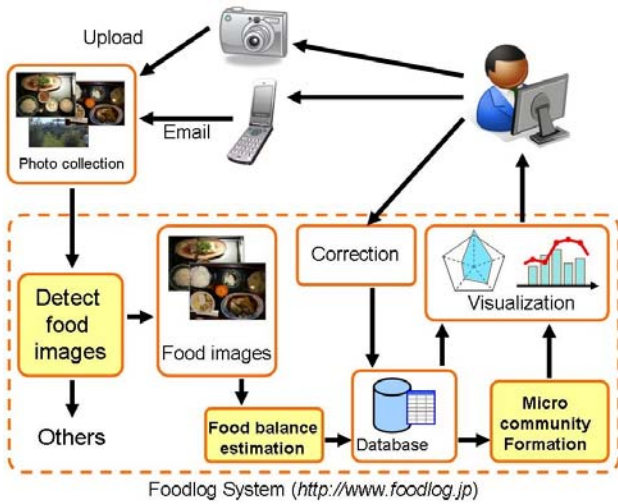 Upload
Email
Photo collection
Detect
food
images
Others
Food images
Correction
Visualization
Food balance
estimation
Database
Micro
community
Formation
Foodlog System (http://www.foodlog.jp)